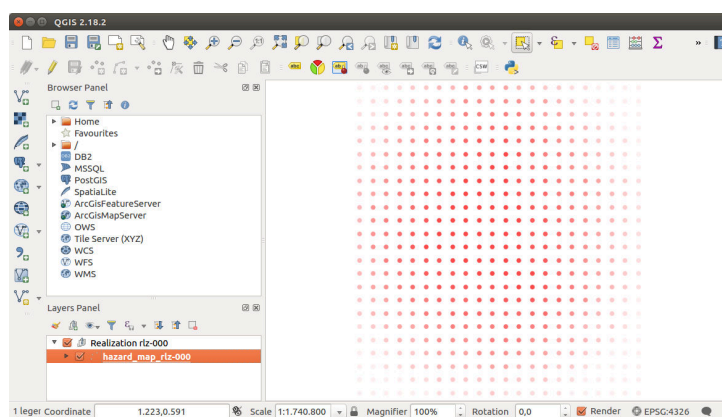 QGIS 2.18.2
Browser Panel
Home
Favourites
/
DB2
MSSQL
PostGIS
SpatiaLite
ArcGisFeatureServer
ArcGisMapServer
OWS
Tile Server (XYZ)
WCS
WFS
WMS
Layers Panel
Realization rlz-000
hazard_map_rlz-000
1 leger Coordinate 1.223,0.591 Scale 1:1.740.800 Magnifier 100% Rotation 0,0 Render EPSG:4326